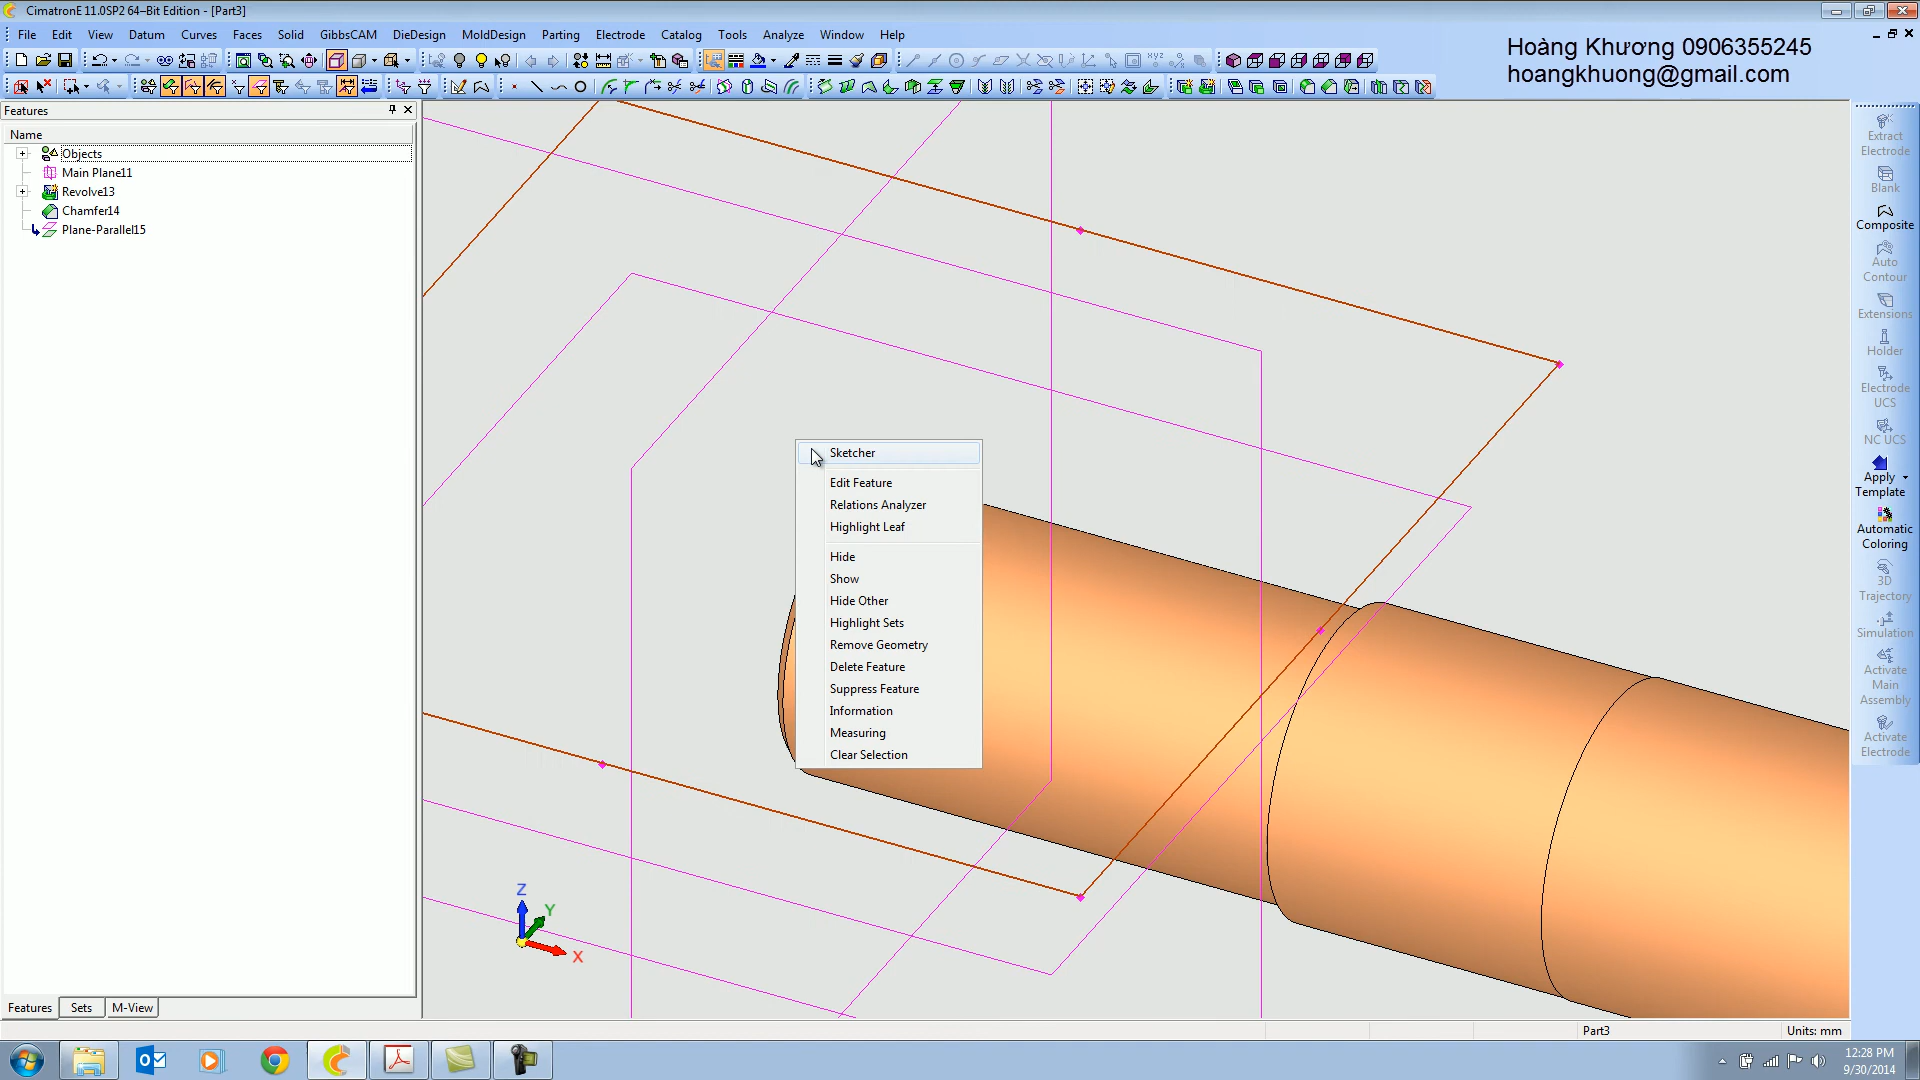 CimatronE 11.0SP2 64–Bit Edition - [Part3]
File Edit View Datum Curves Faces Solid GibbsCAM DieDesign MoldDesign Parting Electrode Catalog Tools Analyze Window Help
Hoàng Khương 0906355245
hoangkhuong@gmail.com
Features
Name
Objects
Main Plane11
Revolve13
Chamfer14
Plane-Parallel15
Sketcher
Edit Feature
Relations Analyzer
Highlight Leaf
Hide
Show
Hide Other
Highlight Sets
Remove Geometry
Delete Feature
Suppress Feature
Information
Measuring
Clear Selection
Z
Y
X
Extract
Electrode
Blank
Composite
Auto
Contour
Extensions
Holder
Electrode
UCS
NC UCS
Apply
Template
Automatic
Coloring
3D
Trajectory
Simulation
Activate
Main
Assembly
Activate
Electrode
Features Sets M-View
Part3 Units: mm
12:28 PM
9/30/2014